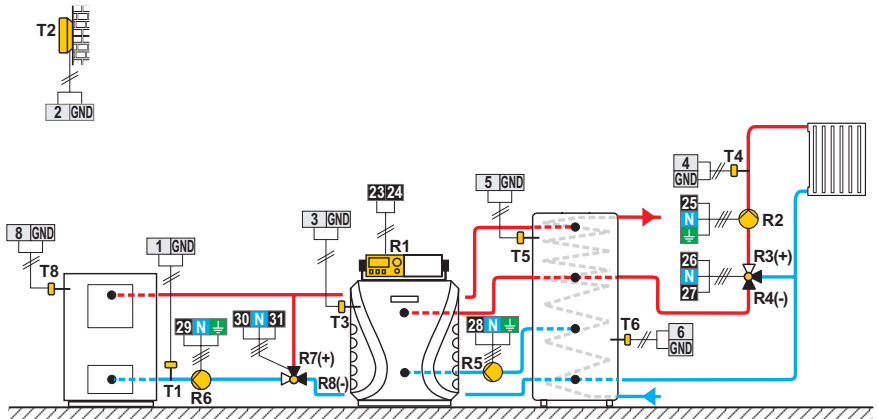 T2
2 GND
4 GND
T4
25 N
R2
R3(+)
26 N 27
R4(-)
5 GND
T5
23 24
R1
3 GND
T3
8 GND
T8
1 GND
T1
29 N
R6
30 N 31
R7(+)
R8(-)
28 N
R5
T6
6 GND